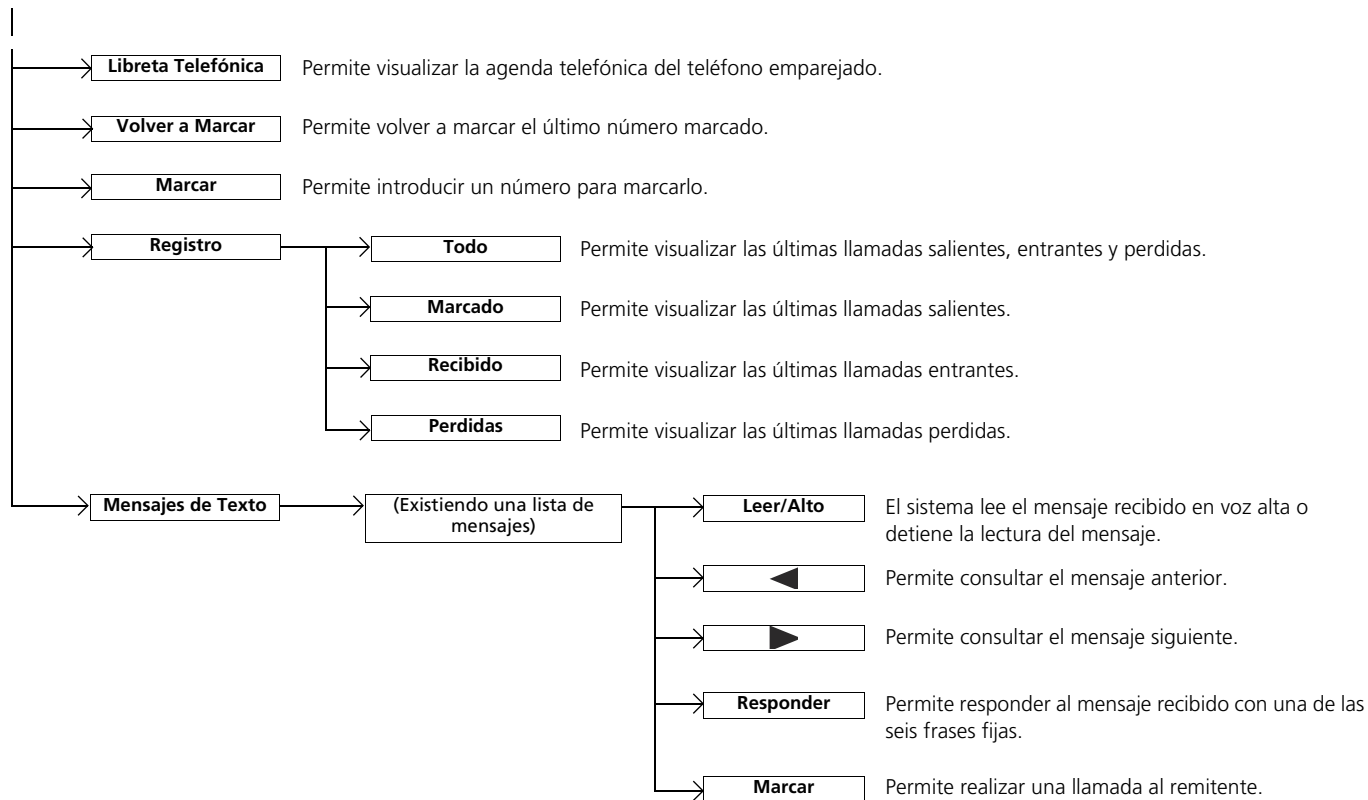 Libreta Telefónica
Permite visualizar la agenda telefónica del teléfono emparejado.
Volver a Marcar
Permite volver a marcar el último número marcado.
Marcar
Permite introducir un número para marcarlo.
Registro
Todo
Permite visualizar las últimas llamadas salientes, entrantes y perdidas.
Marcado
Permite visualizar las últimas llamadas salientes.
Recibido
Permite visualizar las últimas llamadas entrantes.
Perdidas
Permite visualizar las últimas llamadas perdidas.
Mensajes de Texto
(Existiendo una lista de
mensajes)
Leer/Alto
El sistema lee el mensaje recibido en voz alta o
detiene la lectura del mensaje.
Permite consultar el mensaje anterior.
Permite consultar el mensaje siguiente.
Responder
Permite responder al mensaje recibido con una de las
seis frases fijas.
Marcar
Permite realizar una llamada al remitente.